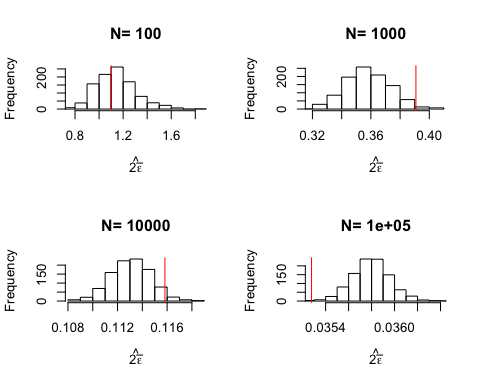 N= 100
Frequency
0 200
0.8 1.2 1.6
2ε̂
N= 1000
Frequency
0 200
0.32 0.36 0.40
2ε̂
N= 10000
Frequency
0 150
0.108 0.112 0.116
2ε̂
N= 1e+05
Frequency
0 150
0.0354 0.0360
2ε̂